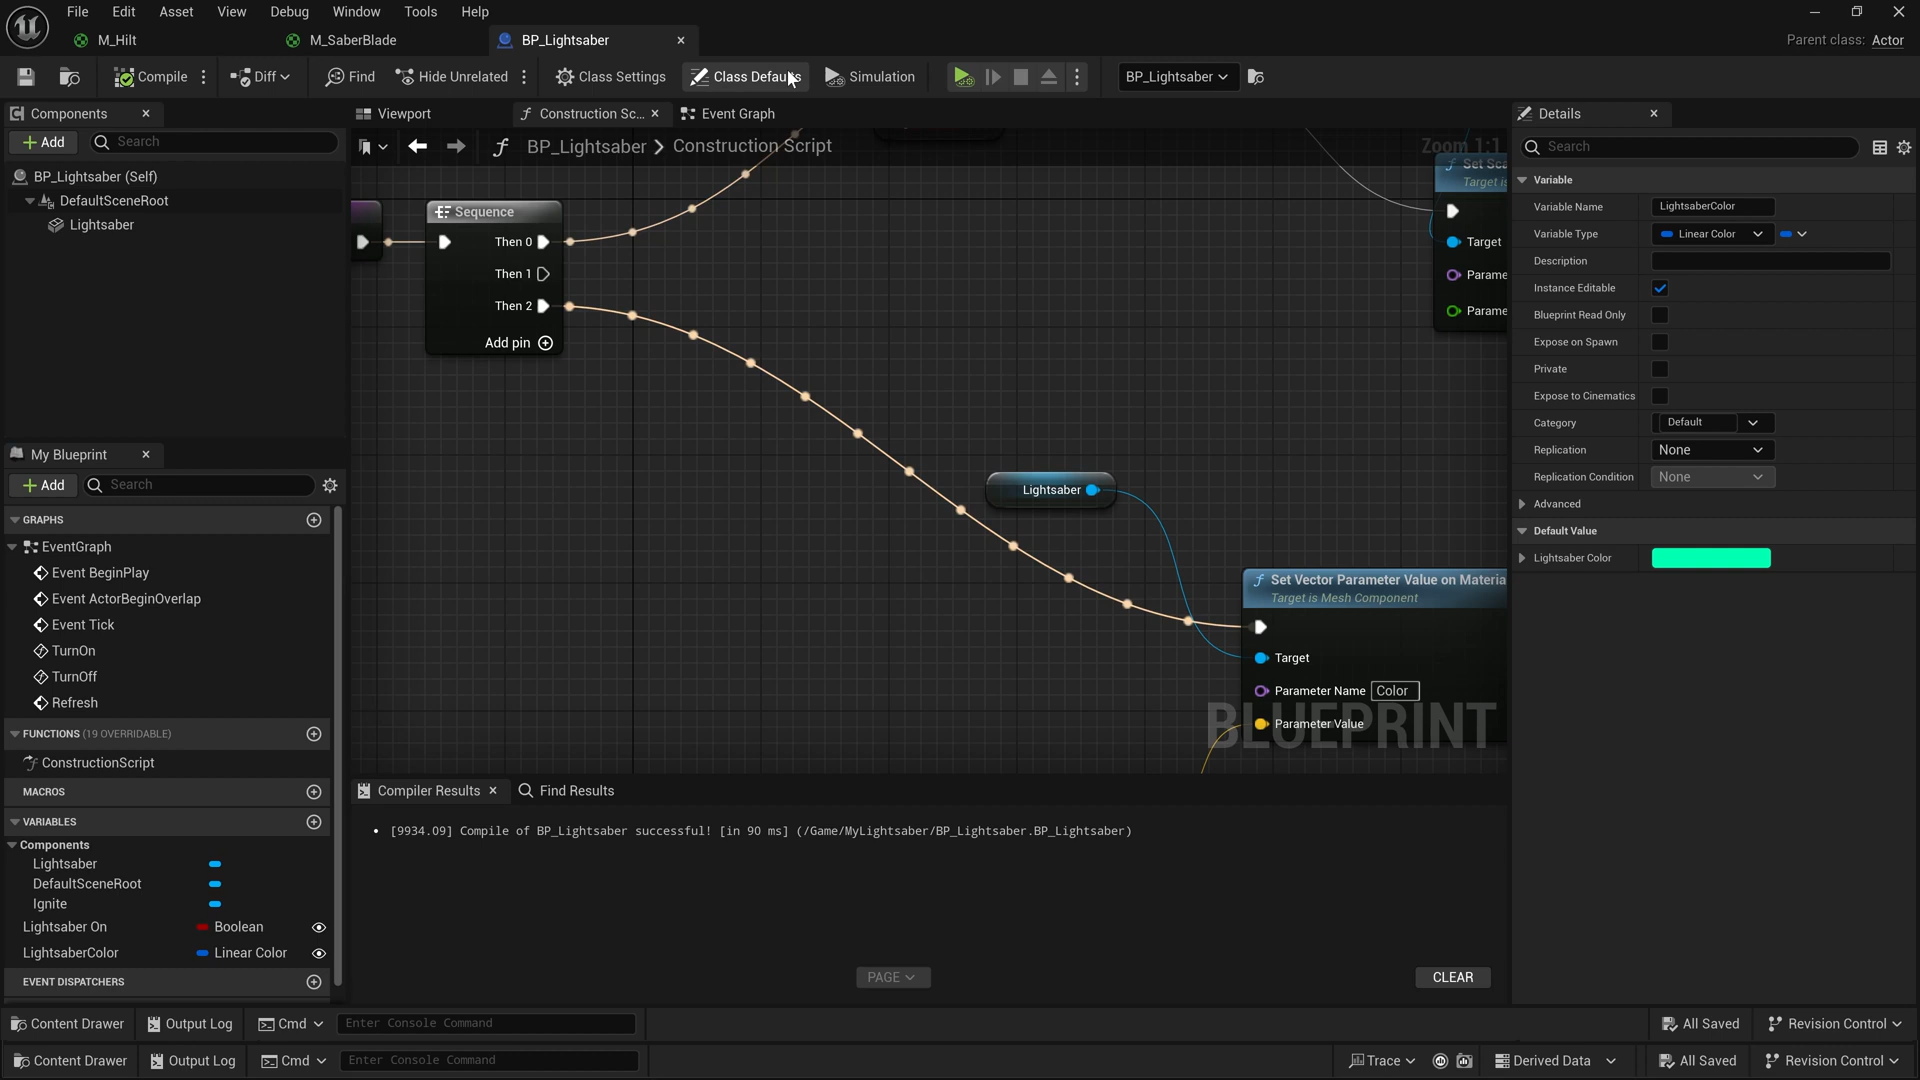 File Edit Asset View Debug Window Tools Help
M_Hilt
M_SaberBlade
BP_Lightsaber
Parent class: Actor
Compile
Diff
Find
Hide Unrelated
Class Settings
Class Defaults
Simulation
BP_Lightsaber
Components
Add
Search
BP_Lightsaber (Self)
DefaultSceneRoot
Lightsaber
My Blueprint
Add
Search
GRAPHS
EventGraph
Event BeginPlay
Event ActorBeginOverlap
Event Tick
TurnOn
TurnOff
Refresh
FUNCTIONS (19 OVERRIDABLE)
ConstructionScript
MACROS
VARIABLES
Components
Lightsaber
DefaultSceneRoot
Ignite
Lightsaber On Boolean
LightsaberColor Linear Color
EVENT DISPATCHERS
Viewport
Construction Sc...
Event Graph
BP_Lightsaber > Construction Script
Zoom 1:1
Sequence
Then 0
Then 1
Then 2
Add pin
Lightsaber
Set Sca
Target is
Target
Parame
Parame
Set Vector Parameter Value on Materia
Target is Mesh Component
Target
Parameter Name Color
Parameter Value
BLUEPRINT
Compiler Results
Find Results
[9934.09] Compile of BP_Lightsaber successful! [in 90 ms] (/Game/MyLightsaber/BP_Lightsaber.BP_Lightsaber)
PAGE
CLEAR
Details
Search
Variable
Variable Name LightsaberColor
Variable Type Linear Color
Description
Instance Editable
Blueprint Read Only
Expose on Spawn
Private
Expose to Cinematics
Category Default
Replication None
Replication Condition None
Advanced
Default Value
Lightsaber Color
Content Drawer Output Log Cmd Enter Console Command All Saved Revision Control
Content Drawer Output Log Cmd Enter Console Command Trace Derived Data All Saved Revision Control